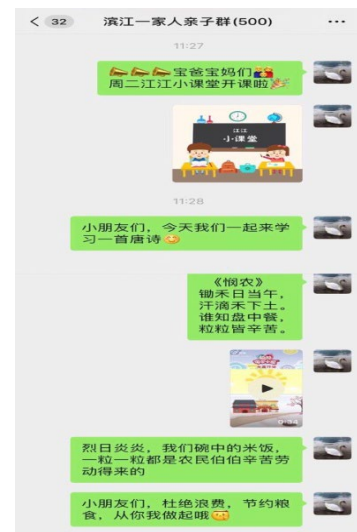 32
滨江一家人亲子群(500)
11:27
宝爸宝妈们
周二江江小课堂开课啦
江江
小课堂
11:28
小朋友们，今天我们一起来学
习一首唐诗
《悯农》
锄禾日当午，
汗滴禾下土。
谁知盘中餐，
粒粒皆辛苦。
烈日炎炎，我们碗中的米饭，
一粒一粒都是农民伯伯辛苦劳
动得来的
小朋友们，杜绝浪费，节约粮
食，从你我做起哦